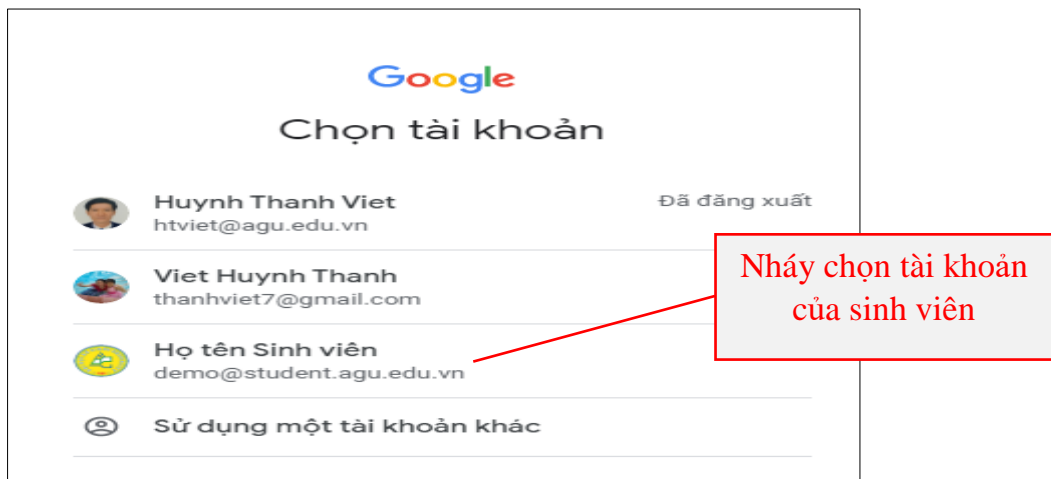 Google
Chọn tài khoản
Huynh Thanh Viet
Đã đăng xuất
htviet@agu.edu.vn
Viet Huynh Thanh
thanhviet7@gmail.com
Nháy chọn tài khoản
của sinh viên
Họ tên Sinh viên
demo@student.agu.edu.vn
Sử dụng một tài khoản khác